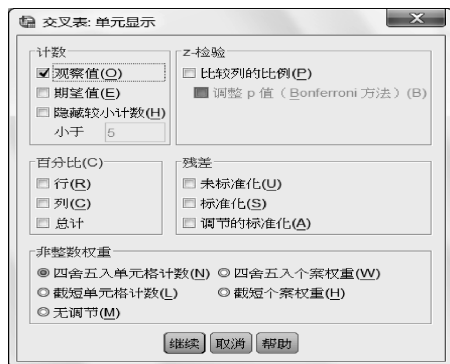 交叉表: 单元显示
计数
观察值(O)
期望值(E)
隐藏较小计数(H)
小于 5
z-检验
比较列的比例(P)
调整 p 值（Bonferroni 方法）(B)
百分比(C)
行(R)
列(C)
总计
残差
未标准化(U)
标准化(S)
调节的标准化(A)
非整数权重
四舍五入单元格计数(N) 四舍五入个案权重(W)
截短单元格计数(L) 截短个案权重(H)
无调节(M)
继续 取消 帮助